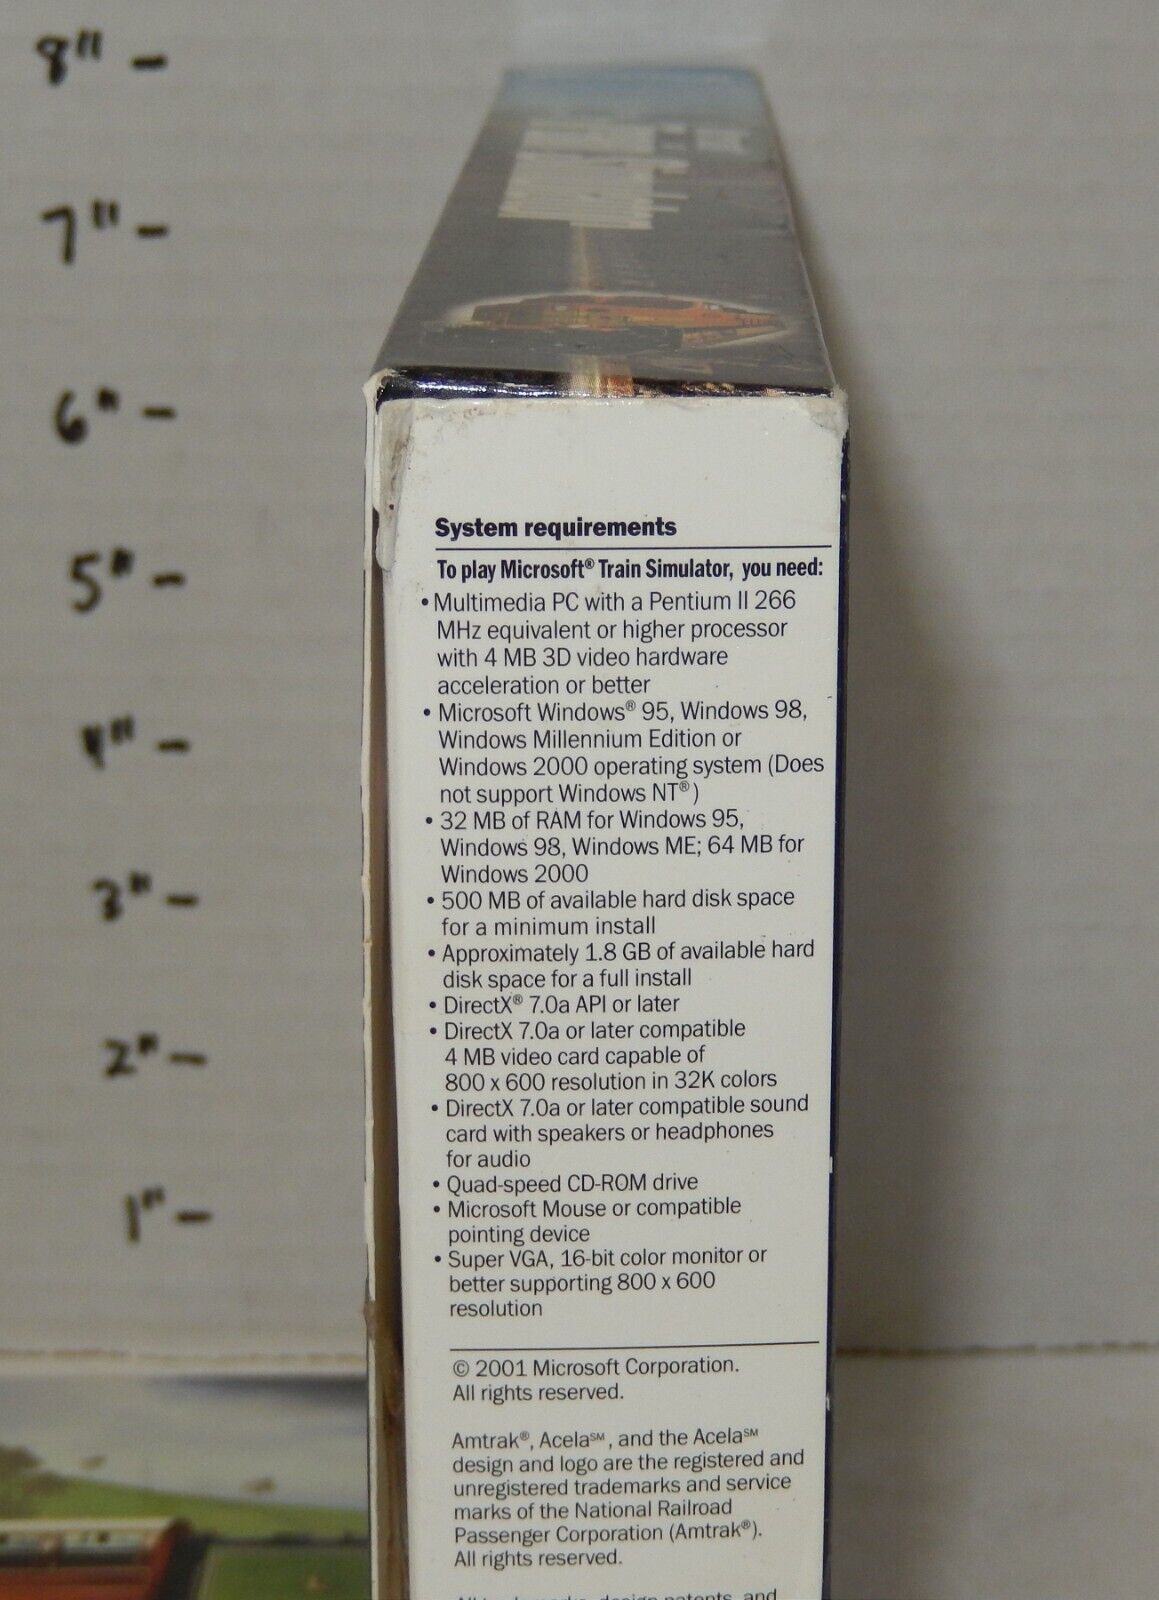 8" -
7" -
6" -
5" -
4" -
3" -
2" -
1" -
System requirements
To play Microsoft® Train Simulator, you need:
• Multimedia PC with a Pentium II 266
MHz equivalent or higher processor
with 4 MB 3D video hardware
acceleration or better
• Microsoft Windows® 95, Windows 98,
Windows Millennium Edition or
Windows 2000 operating system (Does
not support Windows NT®)
• 32 MB of RAM for Windows 95,
Windows 98, Windows ME; 64 MB for
Windows 2000
• 500 MB of available hard disk space
for a minimum install
• Approximately 1.8 GB of available hard
disk space for a full install
• DirectX® 7.0a API or later
• DirectX 7.0a or later compatible
4 MB video card capable of
800 x 600 resolution in 32K colors
• DirectX 7.0a or later compatible sound
card with speakers or headphones
for audio
• Quad-speed CD-ROM drive
• Microsoft Mouse or compatible
pointing device
• Super VGA, 16-bit color monitor or
better supporting 800 x 600
resolution
© 2001 Microsoft Corporation.
All rights reserved.
Amtrak®, Acela℠, and the Acela℠
design and logo are the registered and
unregistered trademarks and service
marks of the National Railroad
Passenger Corporation (Amtrak®).
All rights reserved.